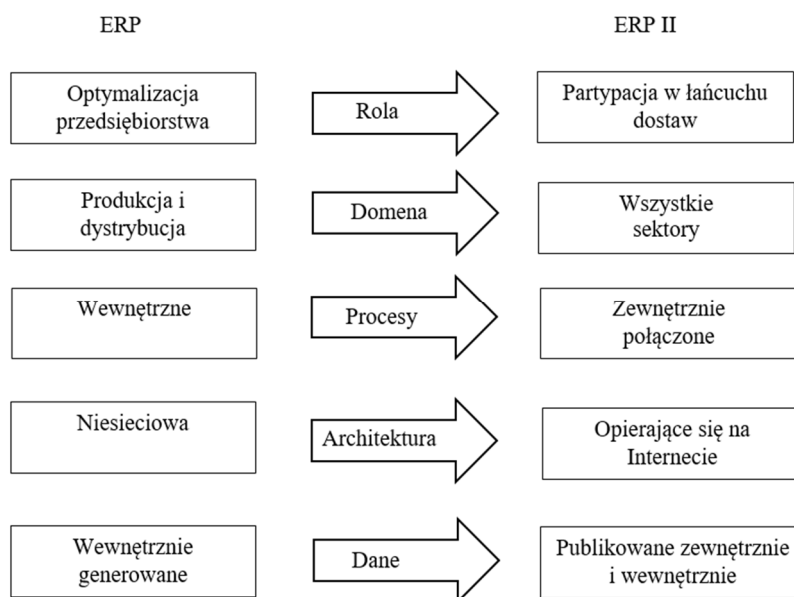 ERP
ERP II
Optymalizacja
przedsiębiorstwa
Rola
Partypacja w łańcuchu
dostaw
Produkcja i
dystrybucja
Domena
Wszystkie
sektory
Wewnętrzne
Procesy
Zewnętrznie
połączone
Niesieciowa
Architektura
Opierające się na
Internecie
Wewnętrznie
generowane
Dane
Publikowane zewnętrznie
i wewnętrznie